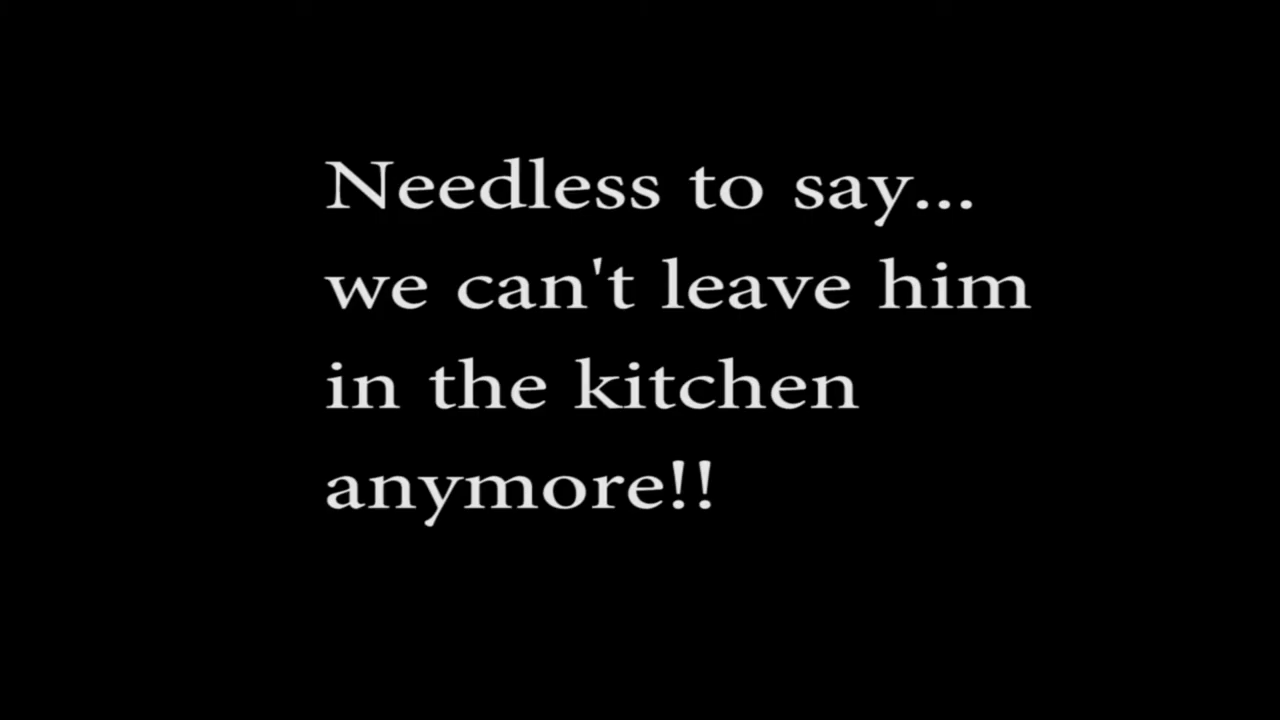 Needless to say...
we can't leave him
in the kitchen
anymore!!